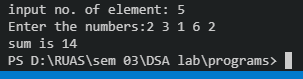 input no. of element: 5
Enter the numbers:2 3 1 6 2
sum is 14
PS D:\RUAS\sem 03\DSA lab\programs>